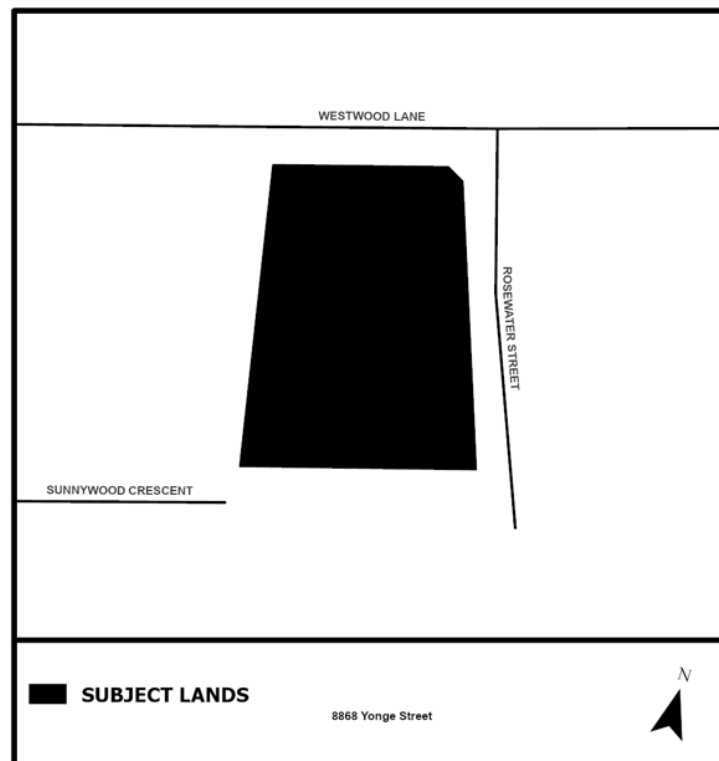 WESTWOOD LANE
ROSEWATER STREET
SUNNYWOOD CRESCENT
SUBJECT LANDS
8868 Yonge Street
N